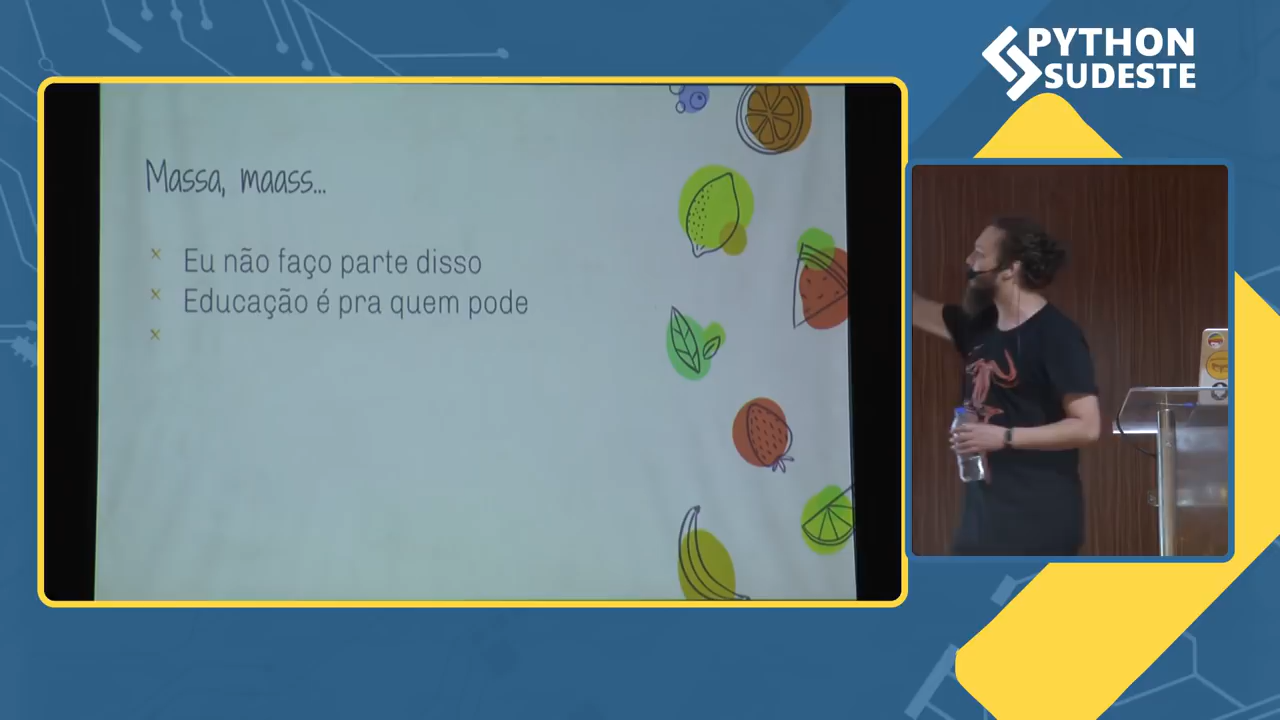 PYTHON
SUDESTE
Massa, maass...
Eu não faço parte disso
Educação é pra quem pode